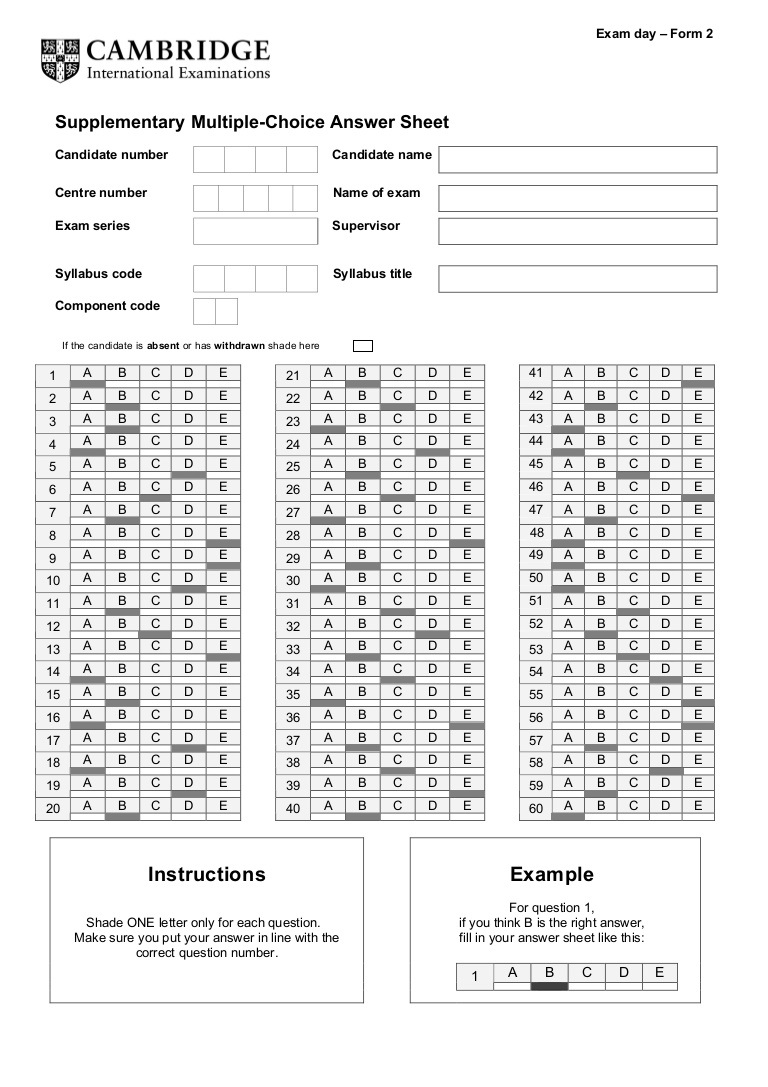 Exam day – Form 2
CAMBRIDGE
International Examinations
Supplementary Multiple-Choice Answer Sheet
Candidate number Candidate name
Centre number Name of exam
Exam series Supervisor
Syllabus code Syllabus title
Component code
If the candidate is absent or has withdrawn shade here
1 A B C D E 21 A B C D E 41 A B C D E
2 A B C D E 22 A B C D E 42 A B C D E
3 A B C D E 23 A B C D E 43 A B C D E
4 A B C D E 24 A B C D E 44 A B C D E
5 A B C D E 25 A B C D E 45 A B C D E
6 A B C D E 26 A B C D E 46 A B C D E
7 A B C D E 27 A B C D E 47 A B C D E
8 A B C D E 28 A B C D E 48 A B C D E
9 A B C D E 29 A B C D E 49 A B C D E
10 A B C D E 30 A B C D E 50 A B C D E
11 A B C D E 31 A B C D E 51 A B C D E
12 A B C D E 32 A B C D E 52 A B C D E
13 A B C D E 33 A B C D E 53 A B C D E
14 A B C D E 34 A B C D E 54 A B C D E
15 A B C D E 35 A B C D E 55 A B C D E
16 A B C D E 36 A B C D E 56 A B C D E
17 A B C D E 37 A B C D E 57 A B C D E
18 A B C D E 38 A B C D E 58 A B C D E
19 A B C D E 39 A B C D E 59 A B C D E
20 A B C D E 40 A B C D E 60 A B C D E
Instructions
Shade ONE letter only for each question.
Make sure you put your answer in line with the
correct question number.
Example
For question 1,
if you think B is the right answer,
fill in your answer sheet like this:
1 A B C D E